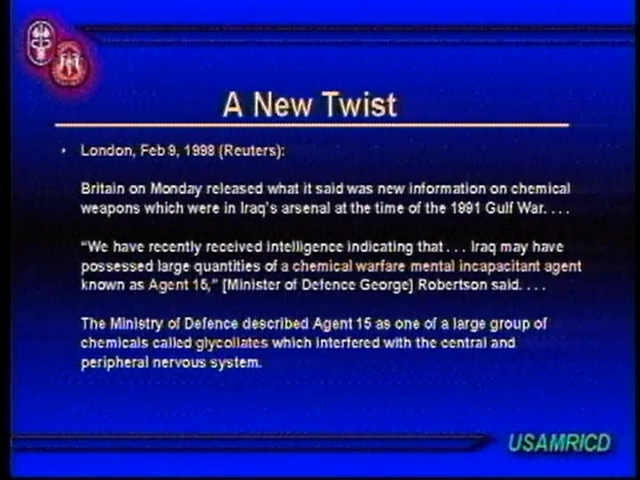 A New Twist
• London, Feb 9, 1998 (Reuters):
Britain on Monday released what it said was new information on chemical
weapons which were in Iraq's arsenal at the time of the 1991 Gulf War. . . .
"We have recently received intelligence indicating that . . . Iraq may have
possessed large quantities of a chemical warfare mental incapacitant agent
known as Agent 15," [Minister of Defence George] Robertson said. . . .
The Ministry of Defence described Agent 15 as one of a large group of
chemicals called glycollates which interfered with the central and
peripheral nervous system.
USAMRICD